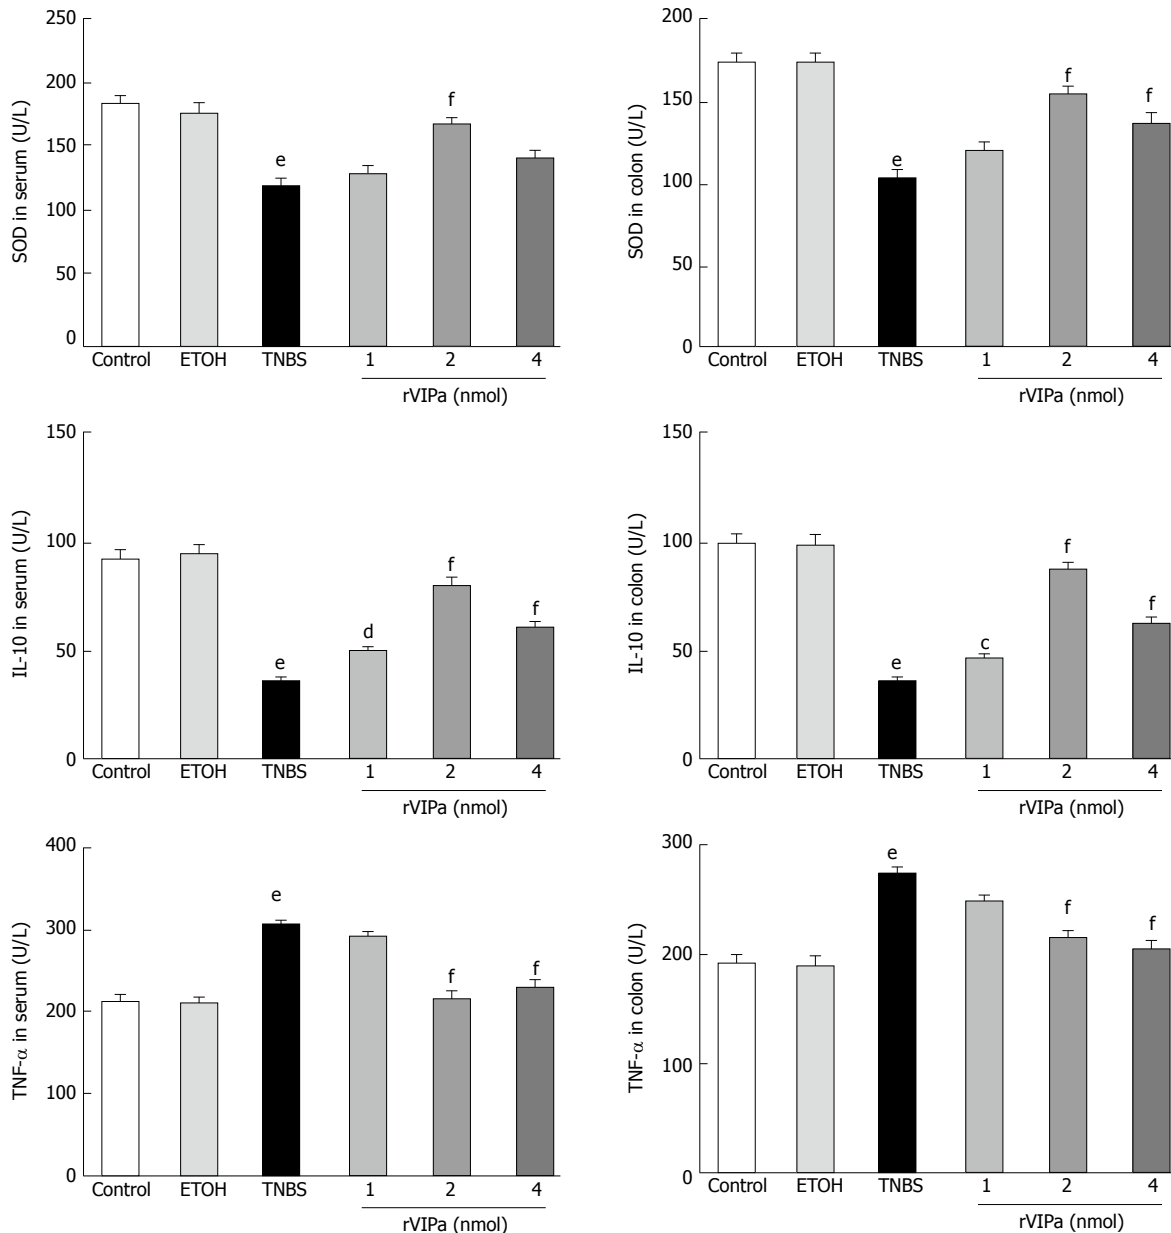 250
200
150
100
50
0
SOD in serum (U/L)
e
f
Control ETOH TNBS 1 2 4
rVIPa (nmol)
200
150
100
50
0
SOD in colon (U/L)
e
f
f
Control ETOH TNBS 1 2 4
rVIPa (nmol)
150
100
50
0
IL-10 in serum (U/L)
e
d
f
f
Control ETOH TNBS 1 2 4
rVIPa (nmol)
150
100
50
0
IL-10 in colon (U/L)
e
c
f
f
Control ETOH TNBS 1 2 4
rVIPa (nmol)
400
300
200
100
0
TNF-α in serum (U/L)
e
f
f
Control ETOH TNBS 1 2 4
rVIPa (nmol)
300
200
100
0
TNF-α in colon (U/L)
e
f
f
Control ETOH TNBS 1 2 4
rVIPa (nmol)